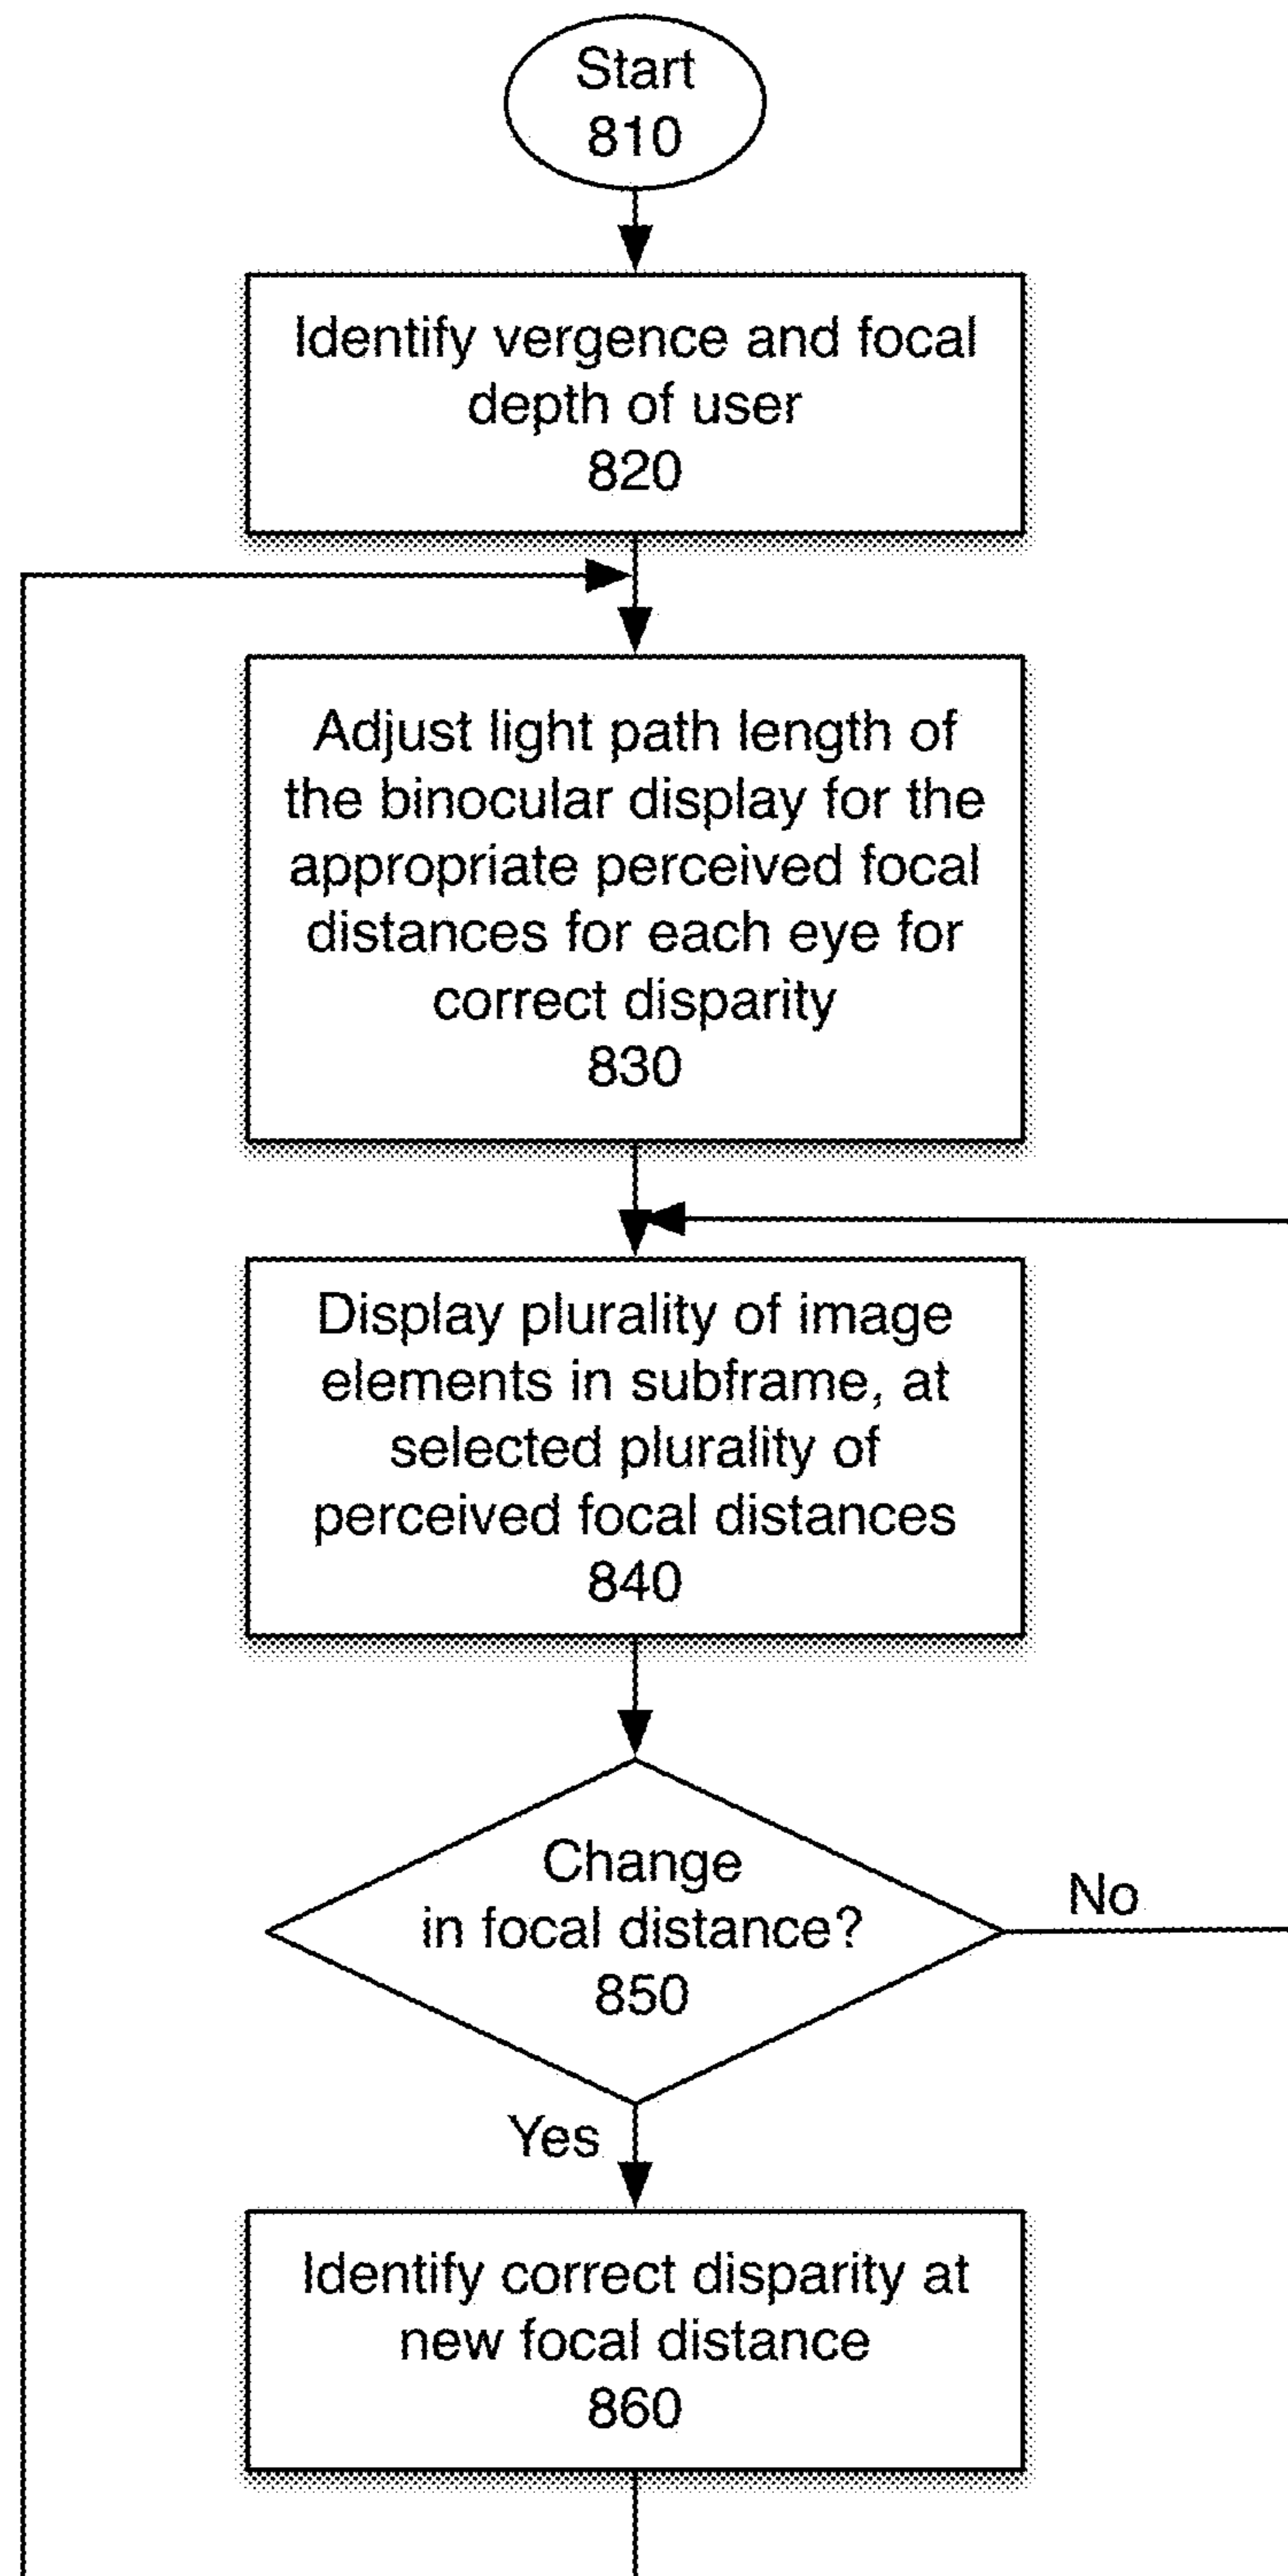 Start
810
Identify vergence and focal
depth of user
820
Adjust light path length of
the binocular display for the
appropriate perceived focal
distances for each eye for
correct disparity
830
Display plurality of image
elements in subframe, at
selected plurality of
perceived focal distances
840
Change
in focal distance?
850
No
Yes
Identify correct disparity at
new focal distance
860